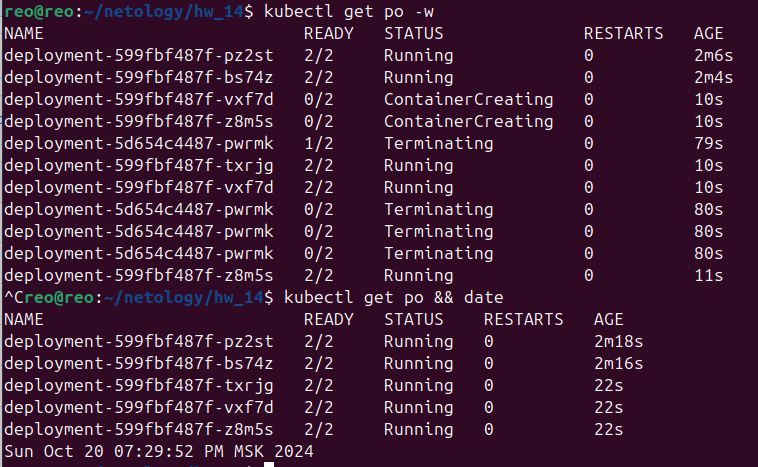 reo@reo:~/netology/hw_14$ kubectl get po -w
NAME                          READY   STATUS              RESTARTS   AGE
deployment-599fbf487f-pz2st   2/2     Running             0          2m6s
deployment-599fbf487f-bs74z   2/2     Running             0          2m4s
deployment-599fbf487f-vxf7d   0/2     ContainerCreating   0          10s
deployment-599fbf487f-z8m5s   0/2     ContainerCreating   0          10s
deployment-5d654c4487-pwrmk   1/2     Terminating         0          79s
deployment-599fbf487f-txrjg   2/2     Running             0          10s
deployment-599fbf487f-vxf7d   2/2     Running             0          10s
deployment-5d654c4487-pwrmk   0/2     Terminating         0          80s
deployment-5d654c4487-pwrmk   0/2     Terminating         0          80s
deployment-5d654c4487-pwrmk   0/2     Terminating         0          80s
deployment-599fbf487f-z8m5s   2/2     Running             0          11s
^Creo@reo:~/netology/hw_14$ kubectl get po && date
NAME                          READY   STATUS    RESTARTS   AGE
deployment-599fbf487f-pz2st   2/2     Running   0          2m18s
deployment-599fbf487f-bs74z   2/2     Running   0          2m16s
deployment-599fbf487f-txrjg   2/2     Running   0          22s
deployment-599fbf487f-vxf7d   2/2     Running   0          22s
deployment-599fbf487f-z8m5s   2/2     Running   0          22s
Sun Oct 20 07:29:52 PM MSK 2024